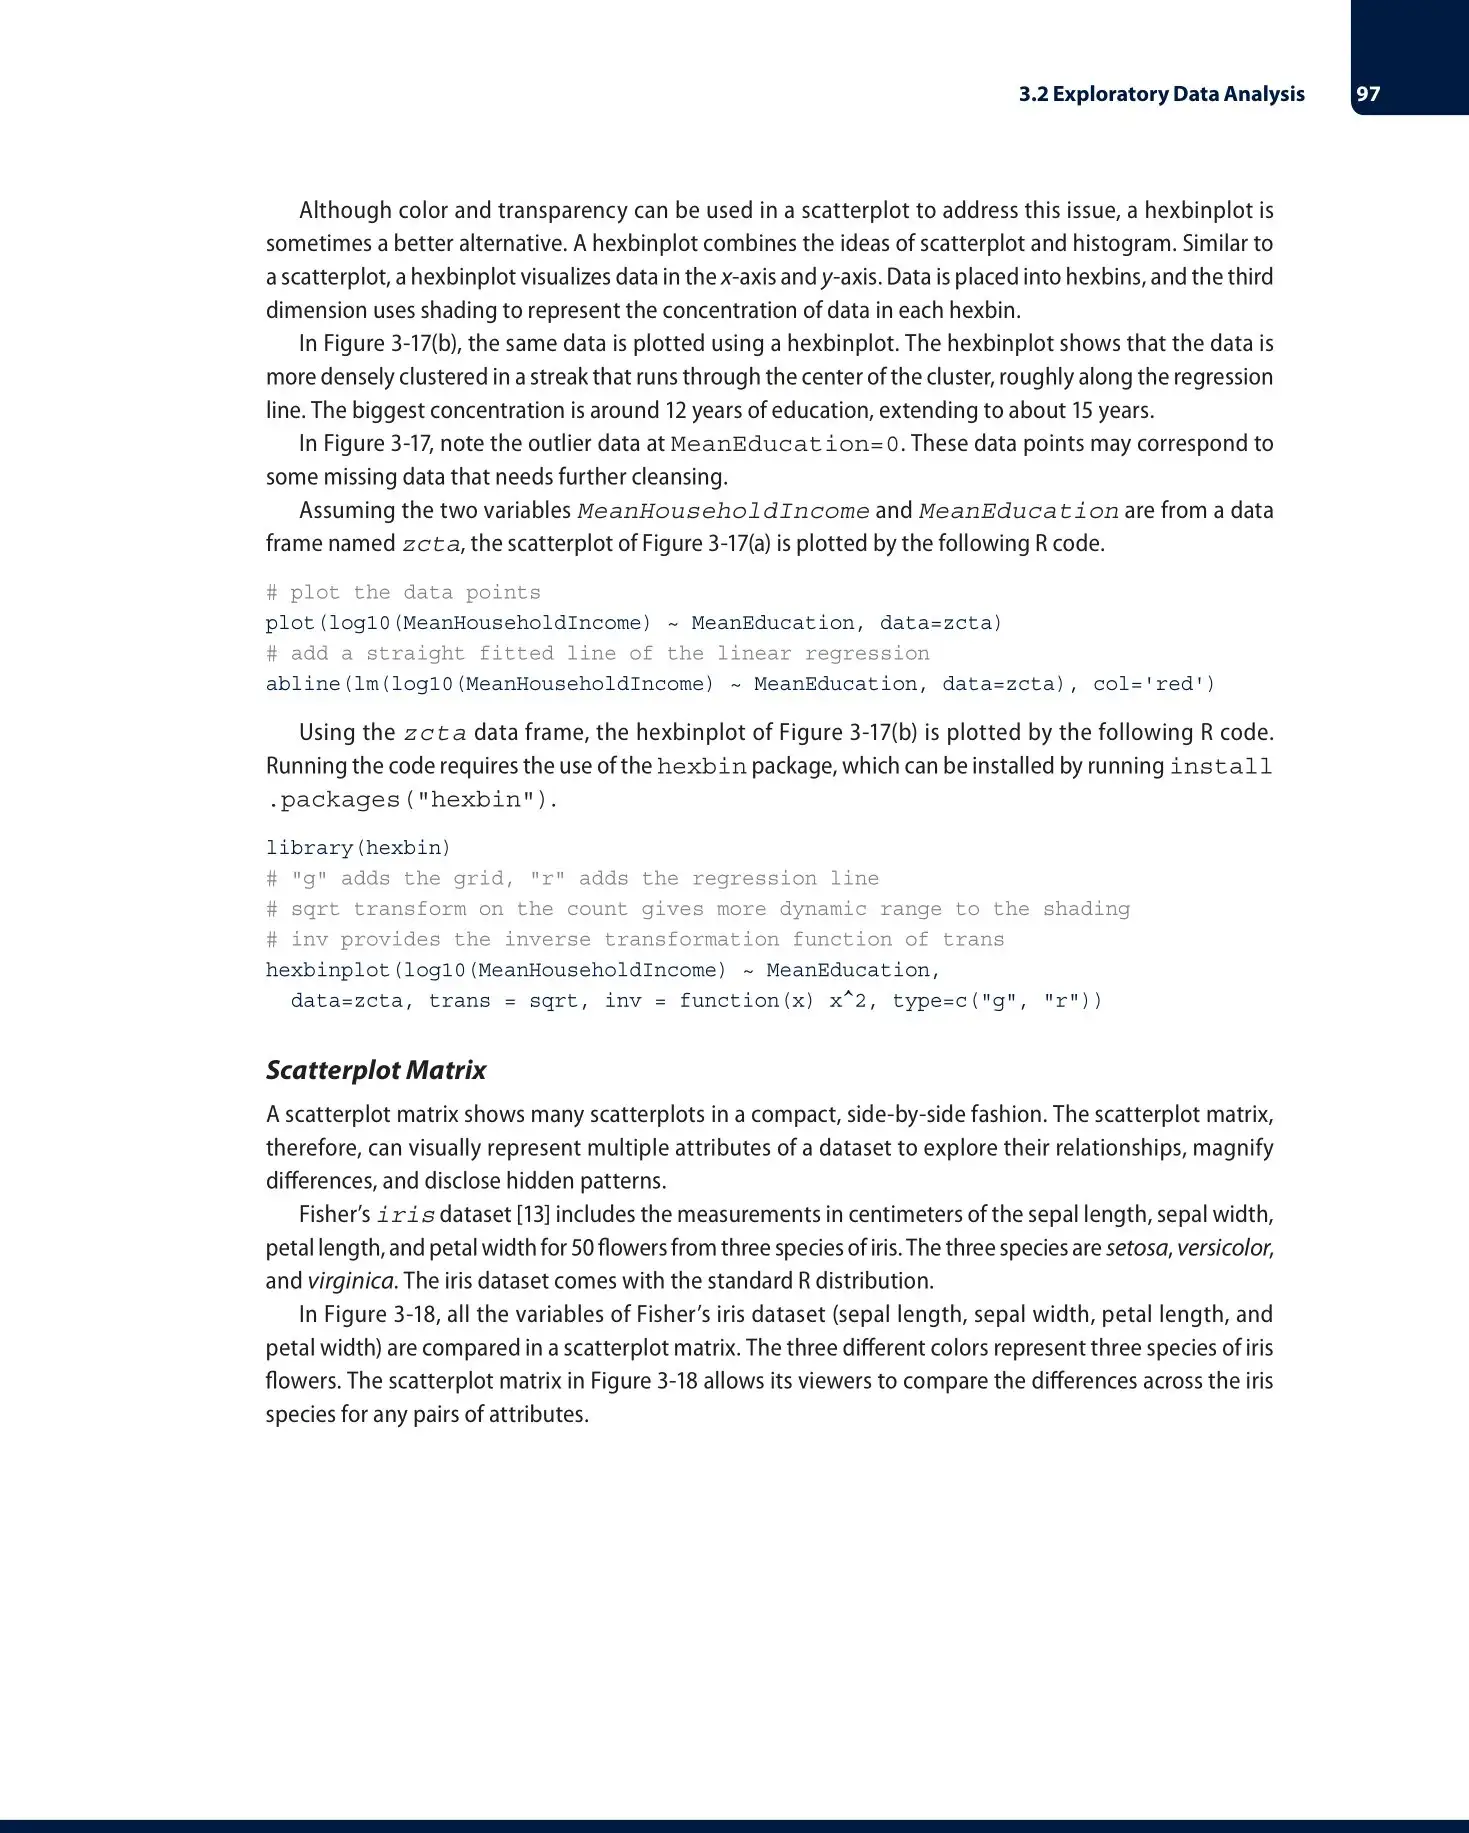 3.2 Exploratory Data Analysis 97
Although color and transparency can be used in a scatterplot to address this issue, a hexbinplot is
sometimes a better alternative. A hexbinplot combines the ideas of scatterplot and histogram. Similar to
a scatterplot, a hexbinplot visualizes data in the x-axis and y-axis. Data is placed into hexbins, and the third
dimension uses shading to represent the concentration of data in each hexbin.
In Figure 3-17(b), the same data is plotted using a hexbinplot. The hexbinplot shows that the data is
more densely clustered in a streak that runs through the center of the cluster, roughly along the regression
line. The biggest concentration is around 12 years of education, extending to about 15 years.
In Figure 3-17, note the outlier data at MeanEducation=0. These data points may correspond to
some missing data that needs further cleansing.
Assuming the two variables MeanHouseholdIncome and MeanEducation are from a data
frame named zcta, the scatterplot of Figure 3-17(a) is plotted by the following R code.
# plot the data points
plot(log10(MeanHouseholdIncome) ~ MeanEducation, data=zcta)
# add a straight fitted line of the linear regression
abline(lm(log10(MeanHouseholdIncome) ~ MeanEducation, data=zcta), col='red')
Using the zcta data frame, the hexbinplot of Figure 3-17(b) is plotted by the following R code.
Running the code requires the use of the hexbin package, which can be installed by running install
.packages("hexbin").
library(hexbin)
# "g" adds the grid, "r" adds the regression line
# sqrt transform on the count gives more dynamic range to the shading
# inv provides the inverse transformation function of trans
hexbinplot(log10(MeanHouseholdIncome) ~ MeanEducation,
data=zcta, trans = sqrt, inv = function(x) x^2, type=c("g", "r"))
Scatterplot Matrix
A scatterplot matrix shows many scatterplots in a compact, side-by-side fashion. The scatterplot matrix,
therefore, can visually represent multiple attributes of a dataset to explore their relationships, magnify
differences, and disclose hidden patterns.
Fisher's iris dataset [13] includes the measurements in centimeters of the sepal length, sepal width,
petal length, and petal width for 50 flowers from three species of iris. The three species are setosa, versicolor,
and virginica. The iris dataset comes with the standard R distribution.
In Figure 3-18, all the variables of Fisher's iris dataset (sepal length, sepal width, petal length, and
petal width) are compared in a scatterplot matrix. The three different colors represent three species of iris
flowers. The scatterplot matrix in Figure 3-18 allows its viewers to compare the differences across the iris
species for any pairs of attributes.